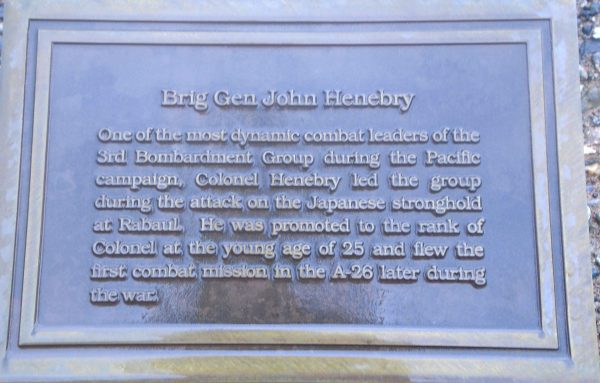 Brig Gen John Henebry
One of the most dynamic combat leaders of the
3rd Bombardment Group during the Pacific
campaign, Colonel Henebry led the group
during the attack on the Japanese stronghold
at Rabaul. He was promoted to the rank of
Colonel at the young age of 25 and flew the
first combat mission in the A-26 later during
the war.